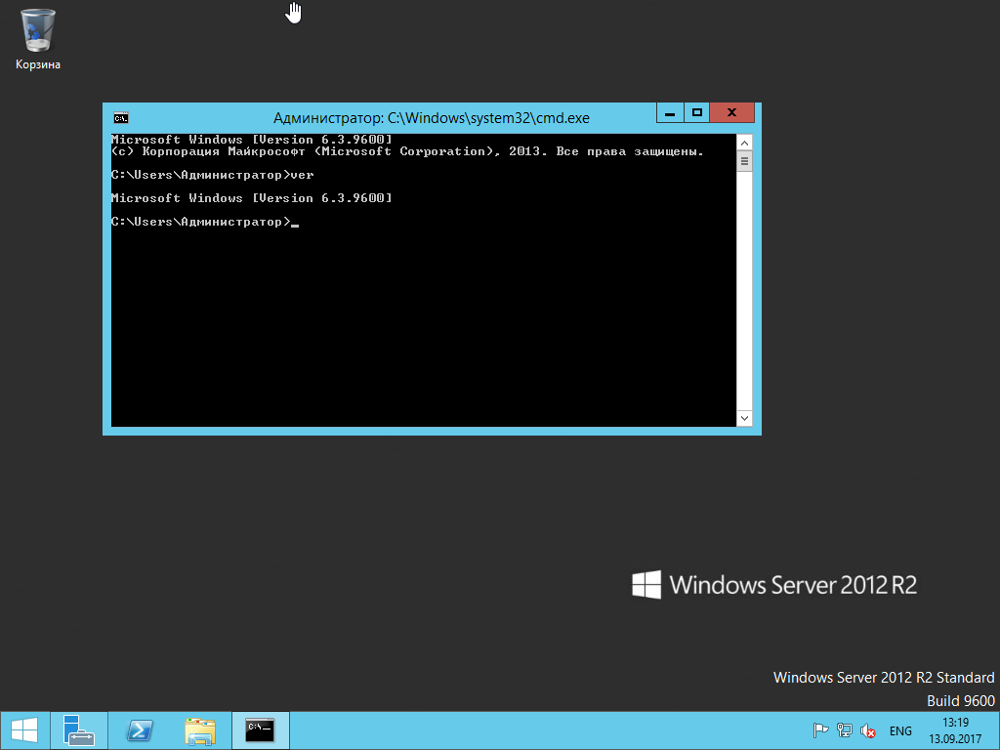 Корзина
Администратор: C:\Windows\system32\cmd.exe
Microsoft Windows [Version 6.3.9600]
(c) Корпорация Майкрософт (Microsoft Corporation), 2013. Все права защищены.
C:\Users\Администратор>ver
Microsoft Windows [Version 6.3.9600]
C:\Users\Администратор>_
Windows Server 2012 R2
Windows Server 2012 R2 Standard
Build 9600
ENG
13:19
13.09.2017